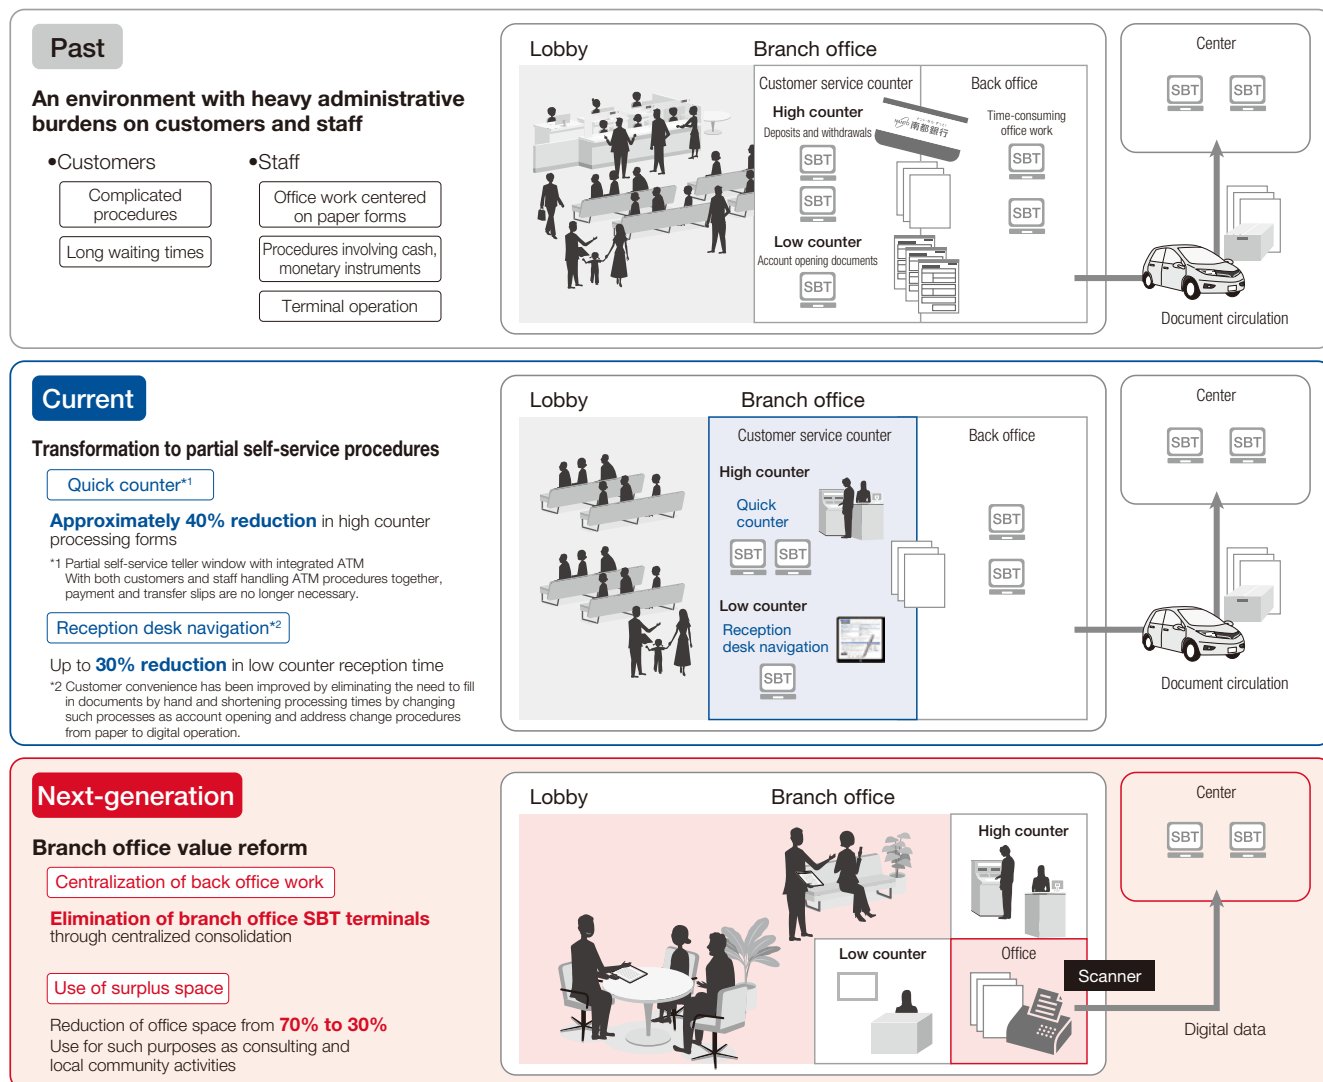 Past
An environment with heavy administrative
burdens on customers and staff
•Customers
Complicated
procedures
Long waiting times
•Staff
Office work centered
on paper forms
Procedures involving cash,
monetary instruments
Terminal operation
Lobby
Branch office
Customer service counter
High counter
Deposits and withdrawals
SBT
SBT
Low counter
Account opening documents
SBT
南都銀行
Back office
Time-consuming
office work
SBT
SBT
Center
SBT
SBT
Document circulation
Current
Transformation to partial self-service procedures
Quick counter*1
Approximately 40% reduction in high counter
processing forms
*1 Partial self-service teller window with integrated ATM
With both customers and staff handling ATM procedures together,
payment and transfer slips are no longer necessary.
Reception desk navigation*2
Up to 30% reduction in low counter reception time
*2 Customer convenience has been improved by eliminating the need to fill
in documents by hand and shortening processing times by changing
such processes as account opening and address change procedures
from paper to digital operation.
Lobby
Branch office
Customer service counter
High counter
Quick
counter
SBT
SBT
Low counter
Reception
desk navigation
SBT
Back office
SBT
SBT
Center
SBT
SBT
Document circulation
Next-generation
Branch office value reform
Centralization of back office work
Elimination of branch office SBT terminals
through centralized consolidation
Use of surplus space
Reduction of office space from 70% to 30%
Use for such purposes as consulting and
local community activities
Lobby
Branch office
High counter
Low counter
Office
Scanner
Center
SBT
SBT
Digital data